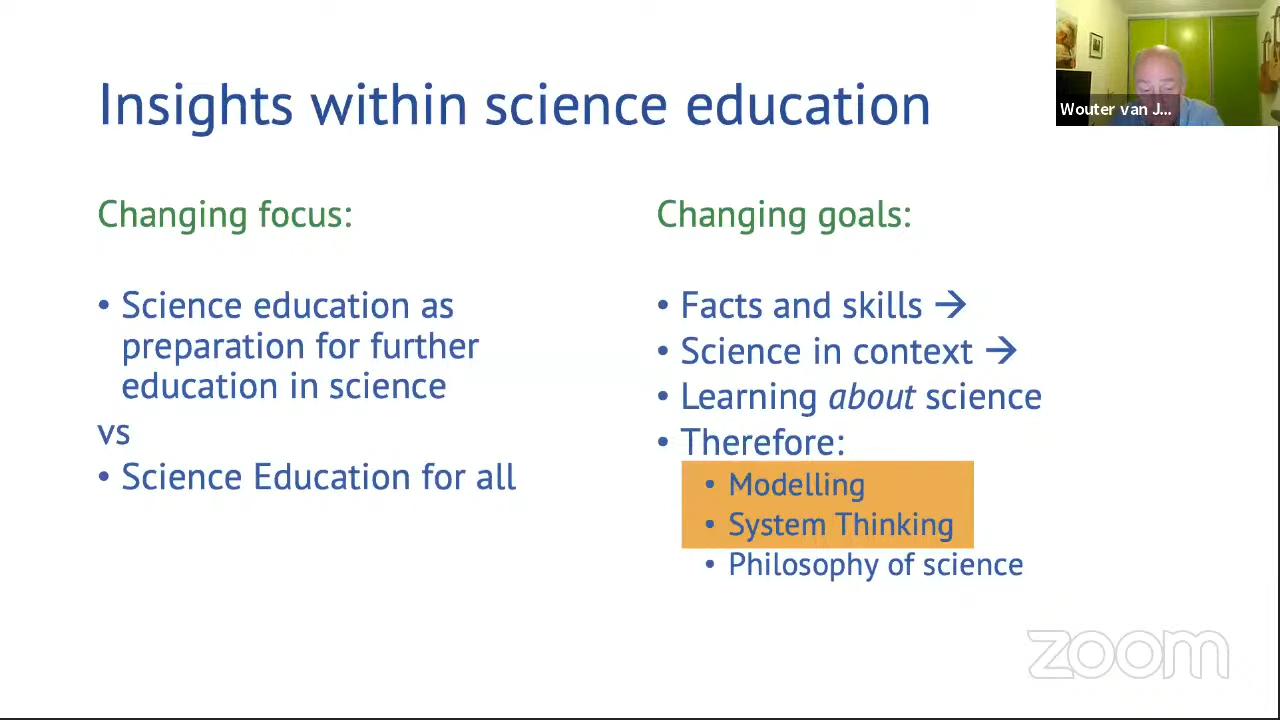 Insights within science education
Wouter van J...
Changing focus:
• Science education as
preparation for further
education in science
vs
• Science Education for all
Changing goals:
• Facts and skills →
• Science in context →
• Learning about science
• Therefore:
• Modelling
• System Thinking
• Philosophy of science
zoom